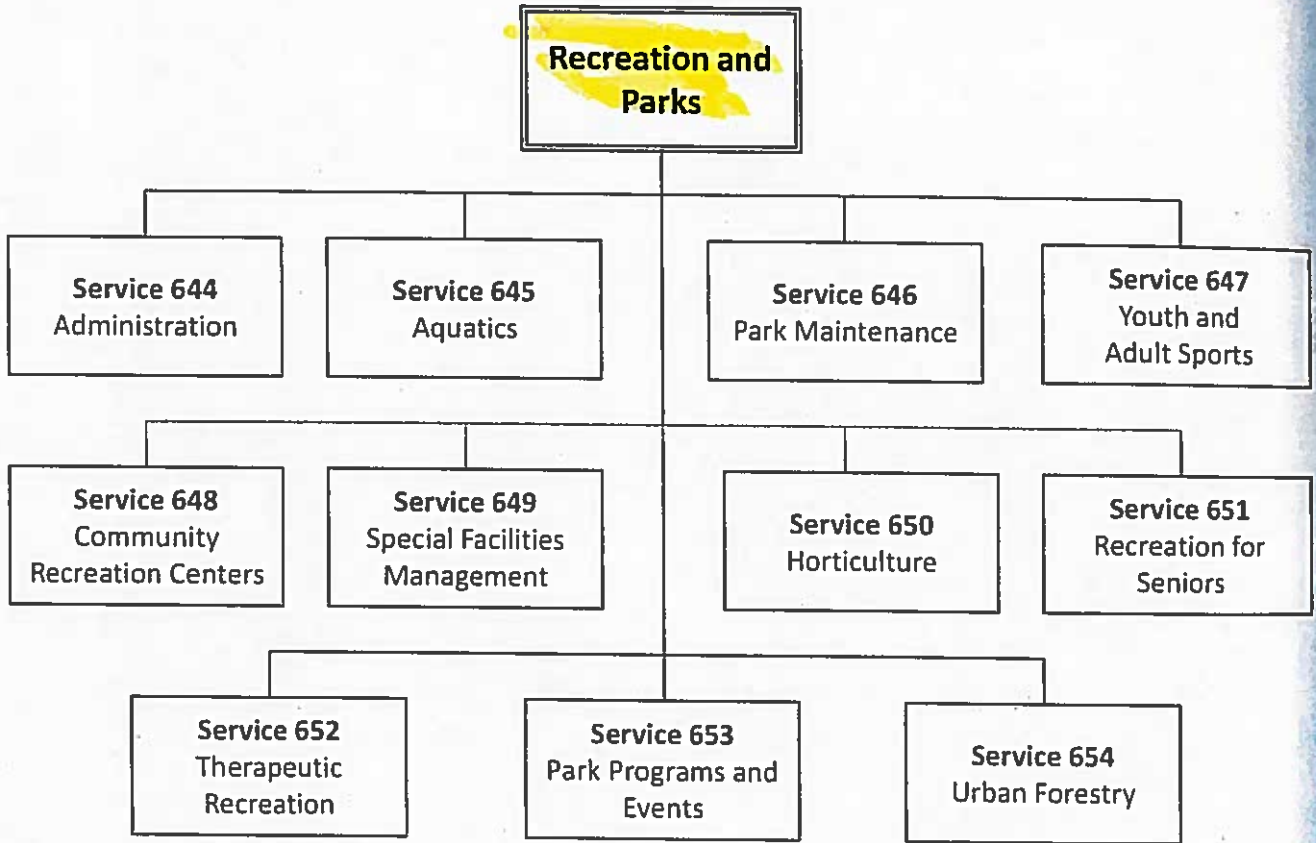 Recreation and
Parks
Service 644
Administration
Service 645
Aquatics
Service 646
Park Maintenance
Service 647
Youth and
Adult Sports
Service 648
Community
Recreation Centers
Service 649
Special Facilities
Management
Service 650
Horticulture
Service 651
Recreation for
Seniors
Service 652
Therapeutic
Recreation
Service 653
Park Programs and
Events
Service 654
Urban Forestry